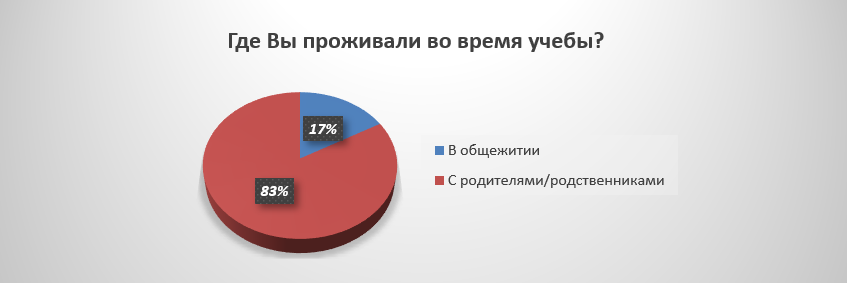 Где Вы проживали во время учебы?
17%
83%
В общежитии
С родителями/родственниками